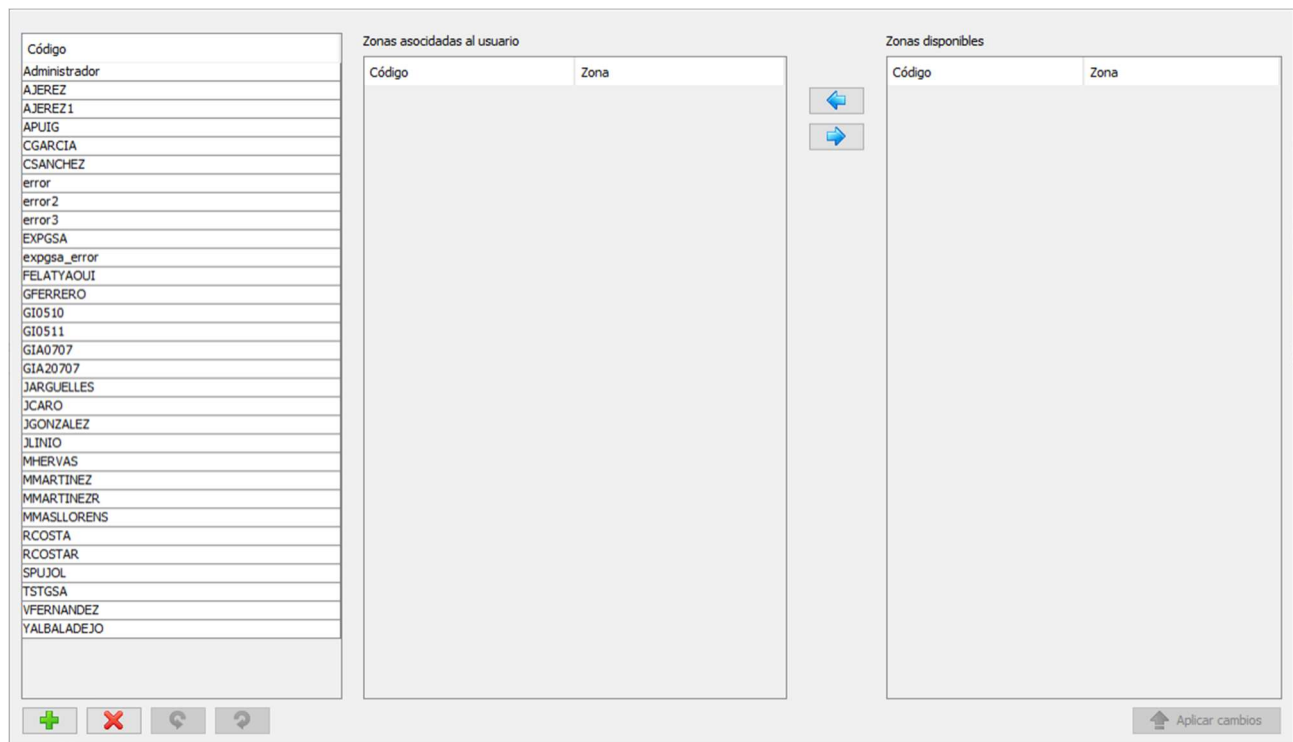 Código
Administrador
AJEREZ
AJEREZ1
APUIG
CGARCIA
CSANCHEZ
error
error2
error3
EXPGSA
expgsa_error
FELATYAOUI
GFERRERO
GI0510
GI0511
GIA0707
GIA20707
JARGUELLES
JCARO
JGONZALEZ
JLINIO
MHERVAS
MMARTINEZ
MMARTINEZR
MMASLLORENS
RCOSTA
RCOSTAR
SPUJOL
TSTGSA
VFERNANDEZ
YALBALADEJO
Zonas asocidadas al usuario
Código Zona
Zonas disponibles
Código Zona
Aplicar cambios